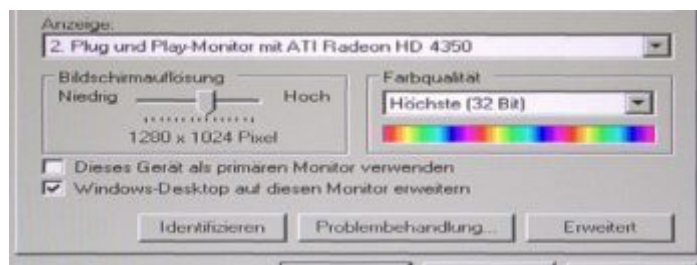 Anzeige:
2. Plug und Play-Monitor mit ATI Radeon HD 4350
Bildschirmauflösung
Niedrig Hoch
1280 x 1024 Pixel
Farbqualität
Höchste (32 Bit)
Dieses Gerät als primären Monitor verwenden
Windows-Desktop auf diesen Monitor erweitern
Identifizieren Problembehandlung... Erweitert